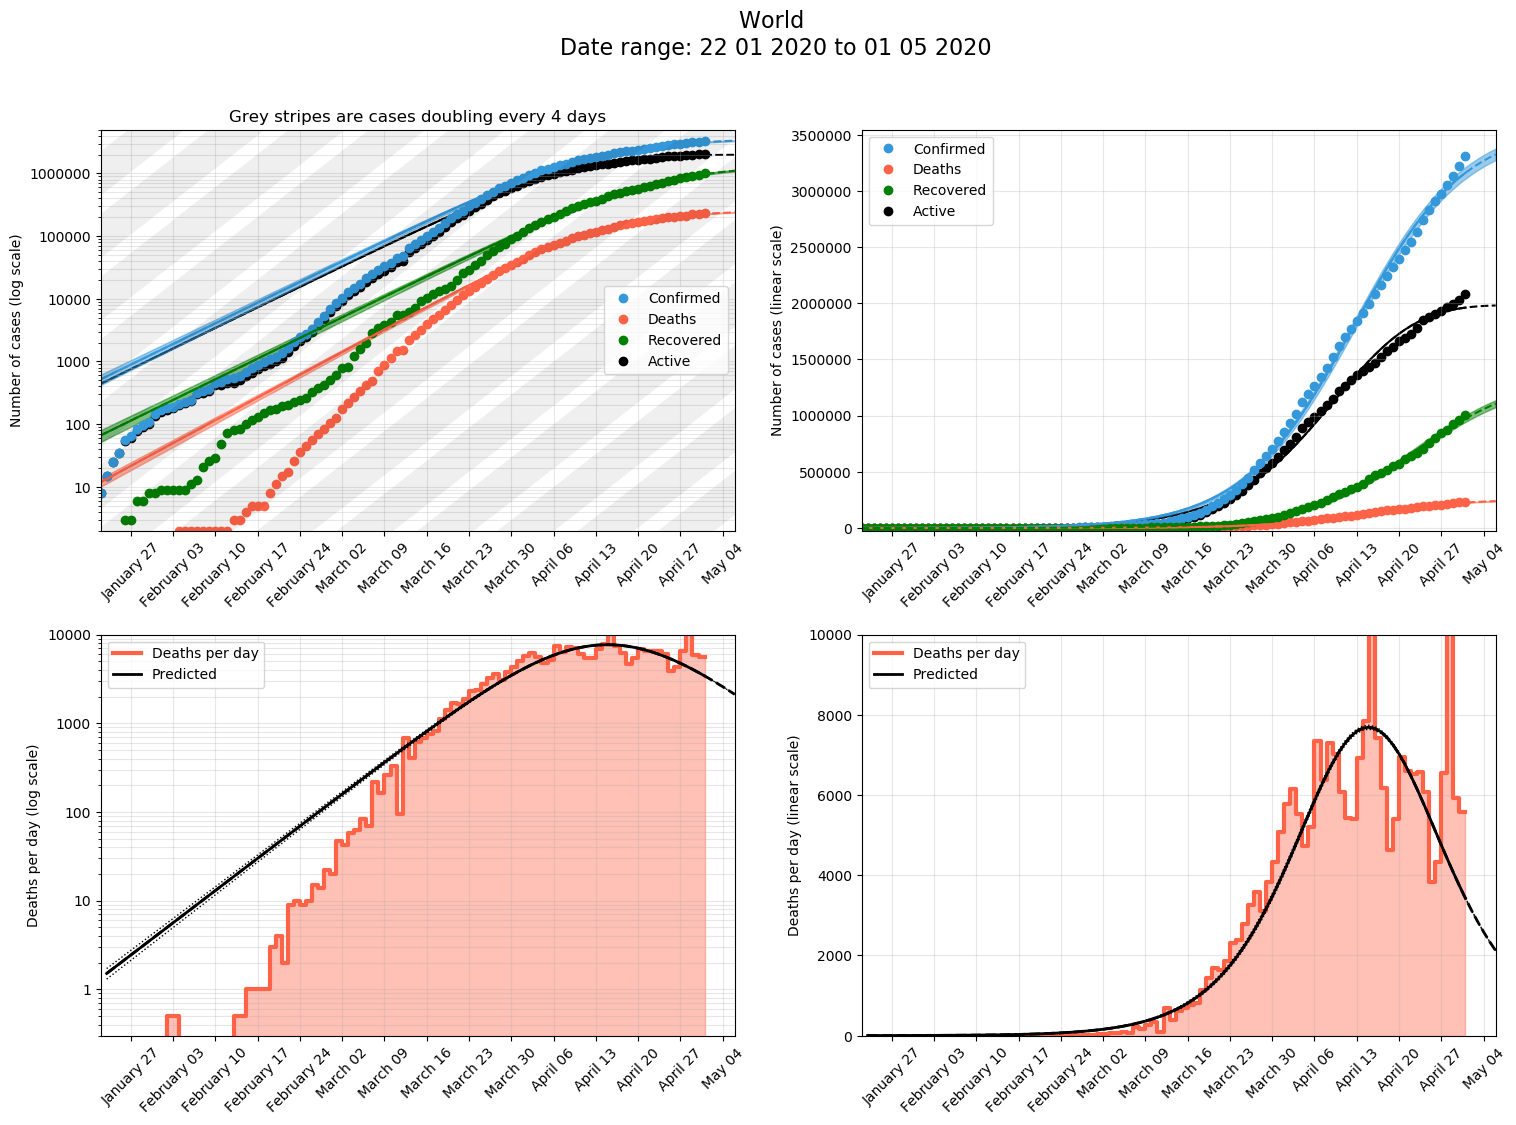 World
Date range: 22 01 2020 to 01 05 2020
Grey stripes are cases doubling every 4 days
Number of cases (log scale)
1000000
100000
10000
1000
100
10
Confirmed
Deaths
Recovered
Active
January 27
February 03
February 10
February 17
February 24
March 02
March 09
March 16
March 23
March 30
April 06
April 13
April 20
April 27
May 04
Number of cases (linear scale)
3500000
3000000
2500000
2000000
1500000
1000000
500000
0
Confirmed
Deaths
Recovered
Active
January 27
February 03
February 10
February 17
February 24
March 02
March 09
March 16
March 23
March 30
April 06
April 13
April 20
April 27
May 04
Deaths per day (log scale)
10000
1000
100
10
1
Deaths per day
Predicted
January 27
February 03
February 10
February 17
February 24
March 02
March 09
March 16
March 23
March 30
April 06
April 13
April 20
April 27
May 04
Deaths per day (linear scale)
10000
8000
6000
4000
2000
0
Deaths per day
Predicted
January 27
February 03
February 10
February 17
February 24
March 02
March 09
March 16
March 23
March 30
April 06
April 13
April 20
April 27
May 04